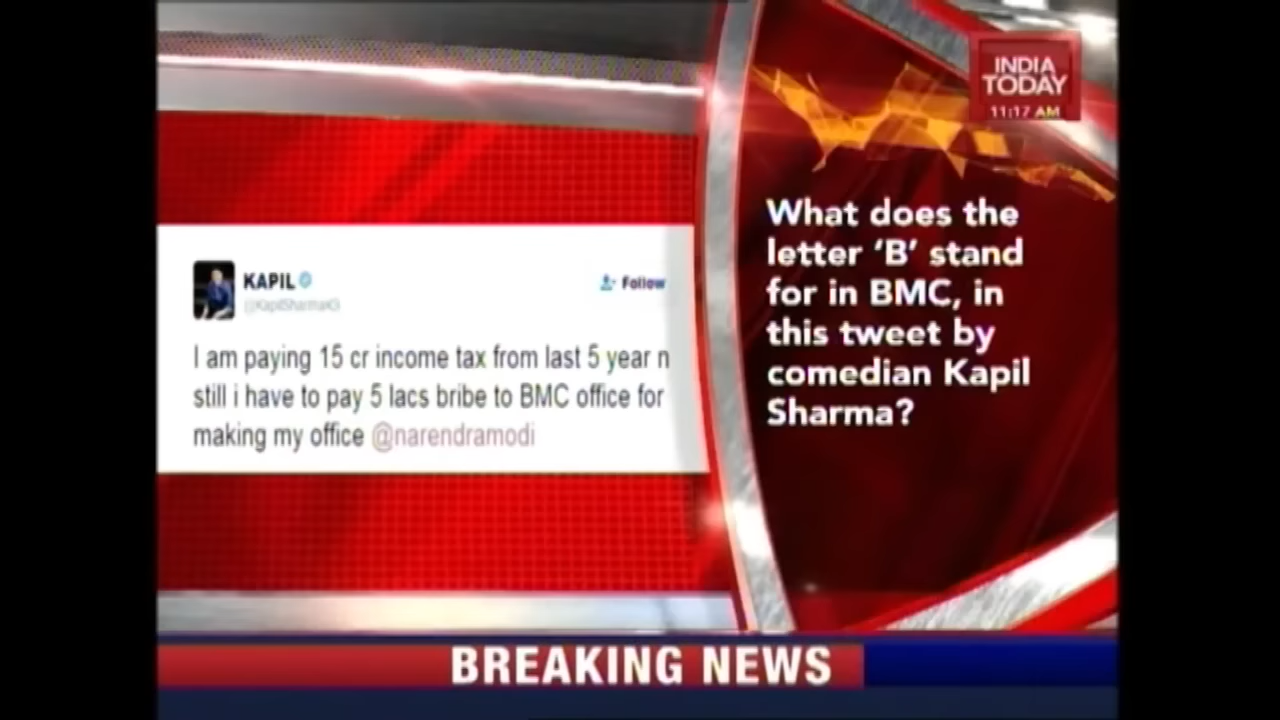 INDIA
TODAY
11:17 AM
KAPIL
Follow
I am paying 15 cr income tax from last 5 year n
still i have to pay 5 lacs bribe to BMC office for
making my office @narendramodi
What does the
letter ‘B’ stand
for in BMC, in
this tweet by
comedian Kapil
Sharma?
BREAKING NEWS